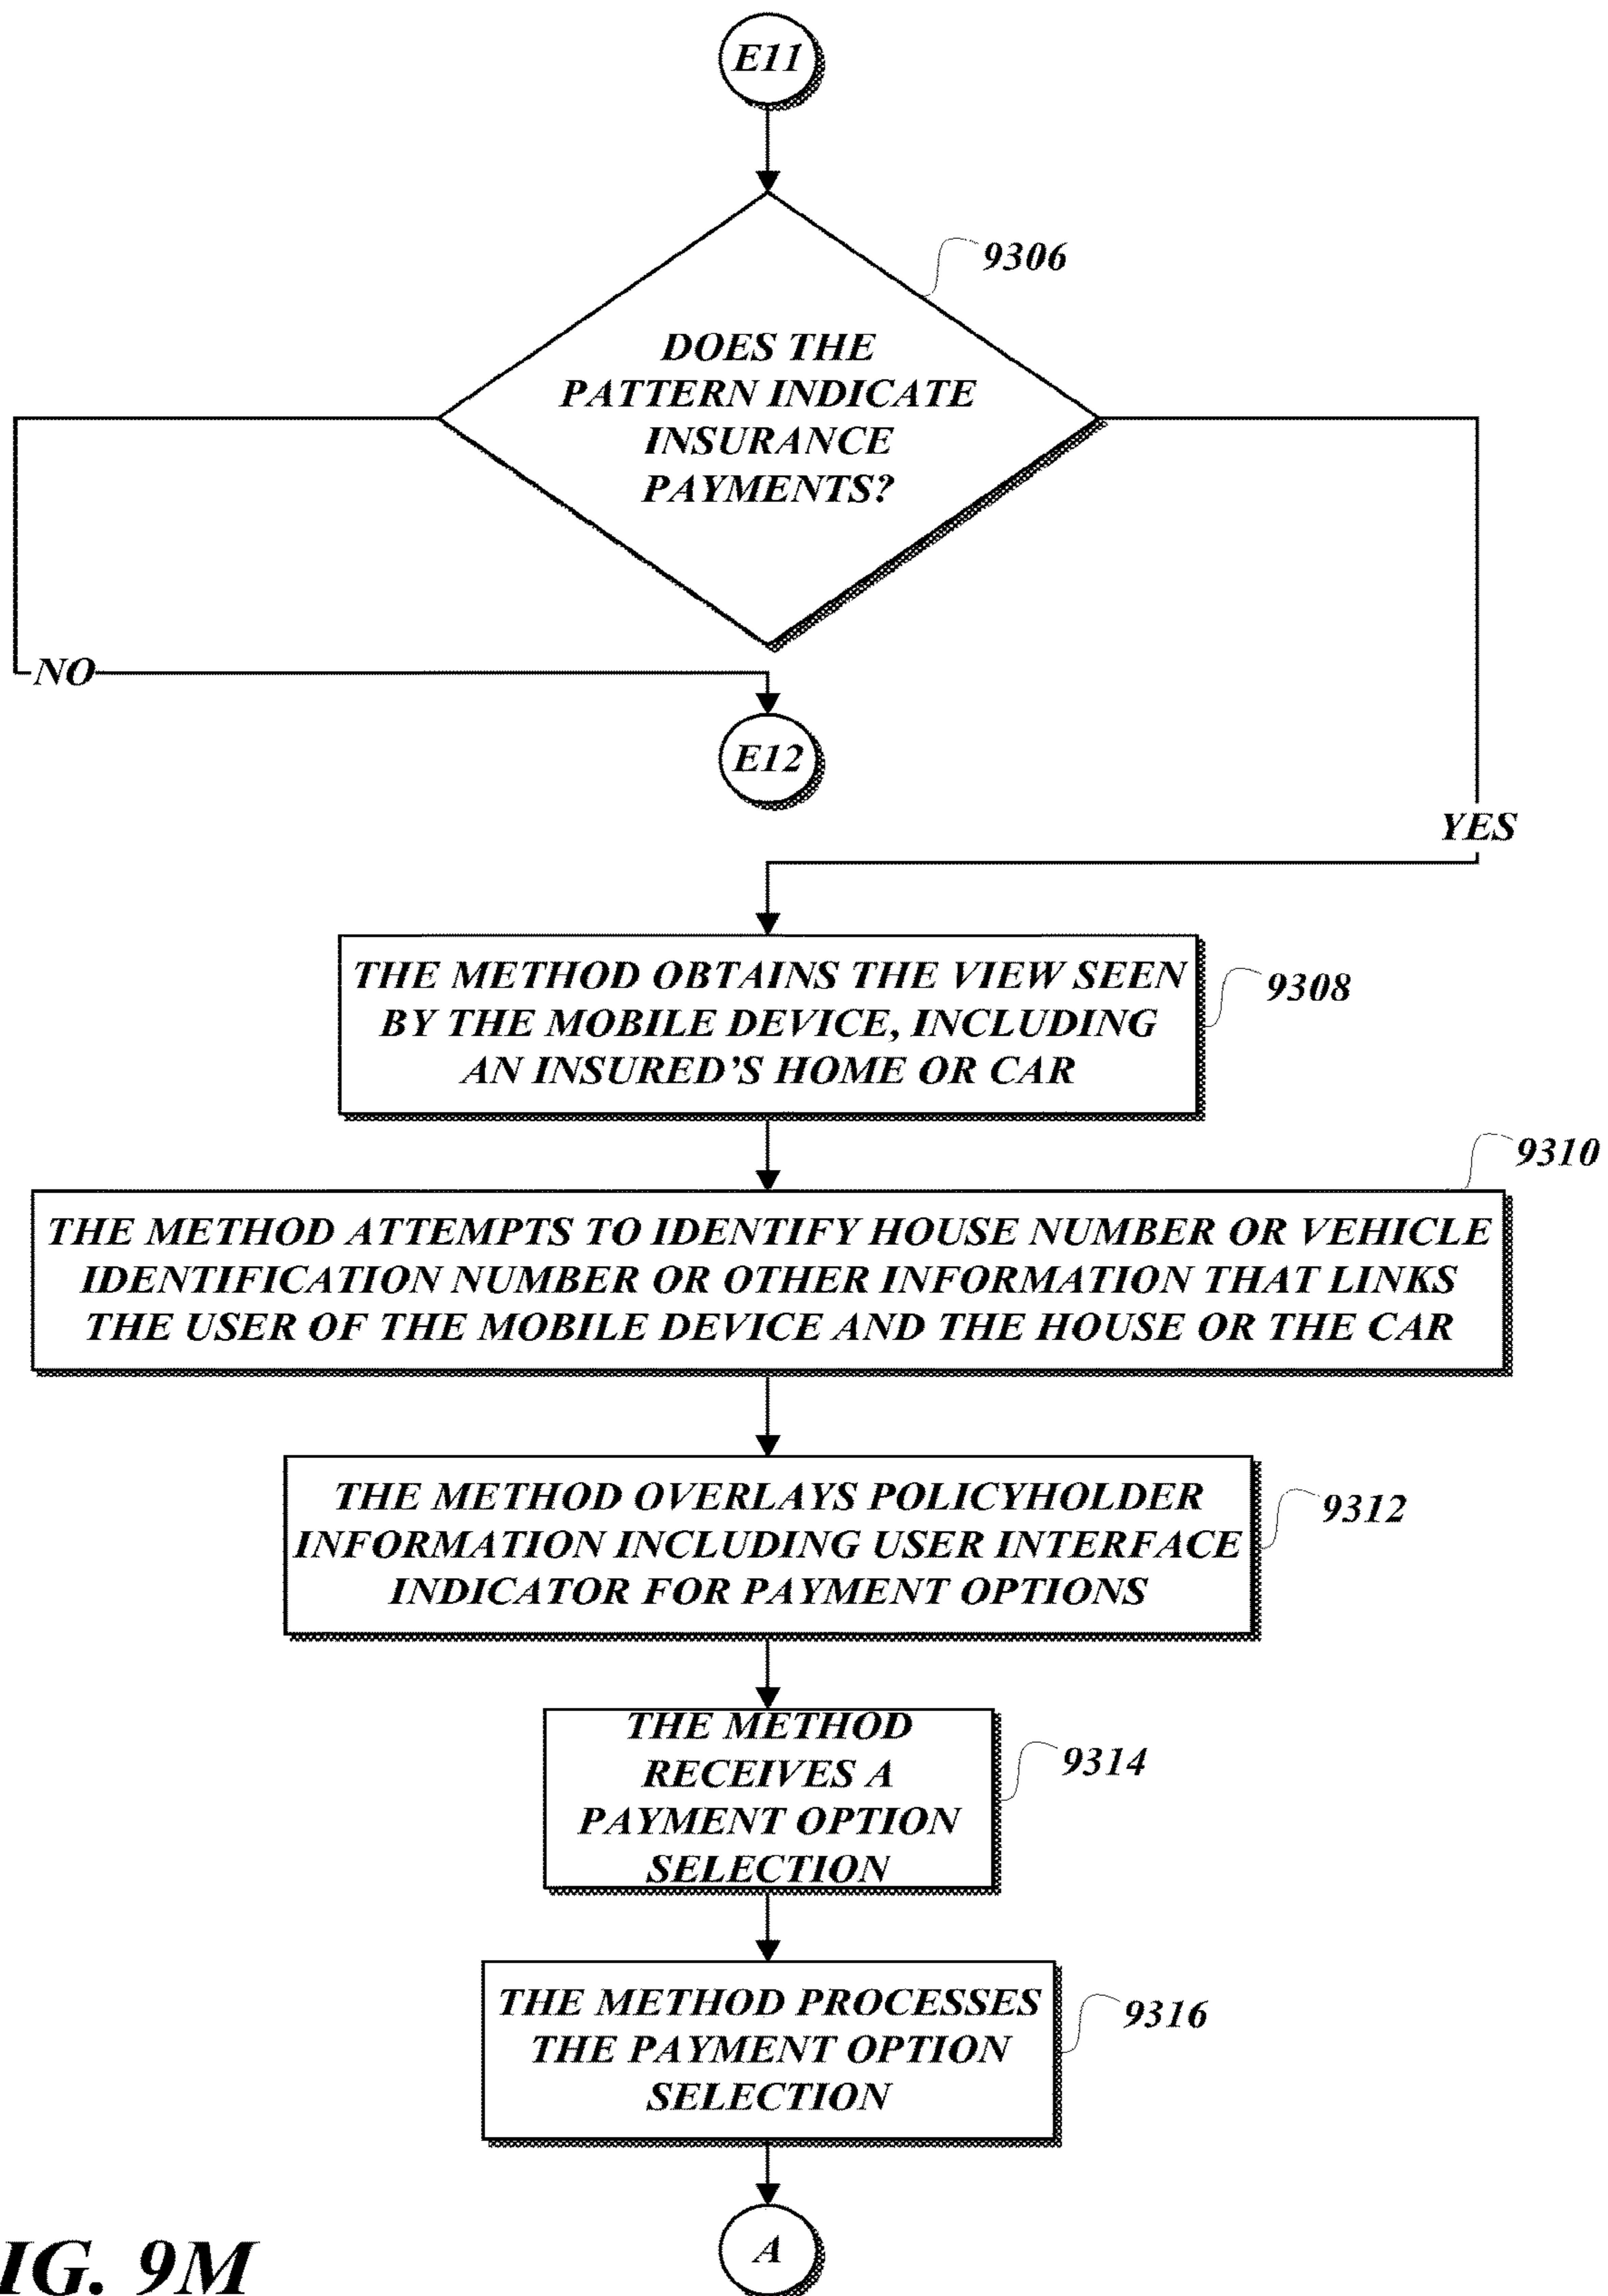 E11
9306
DOES THE
PATTERN INDICATE
INSURANCE
PAYMENTS?
NO
E12
YES
THE METHOD OBTAINS THE VIEW SEEN
BY THE MOBILE DEVICE, INCLUDING
AN INSURED'S HOME OR CAR
9308
9310
THE METHOD ATTEMPTS TO IDENTIFY HOUSE NUMBER OR VEHICLE
IDENTIFICATION NUMBER OR OTHER INFORMATION THAT LINKS
THE USER OF THE MOBILE DEVICE AND THE HOUSE OR THE CAR
THE METHOD OVERLAYS POLICYHOLDER
INFORMATION INCLUDING USER INTERFACE
INDICATOR FOR PAYMENT OPTIONS
9312
THE METHOD
RECEIVES A
PAYMENT OPTION
SELECTION
9314
THE METHOD PROCESSES
THE PAYMENT OPTION
SELECTION
9316
A
IG. 9M